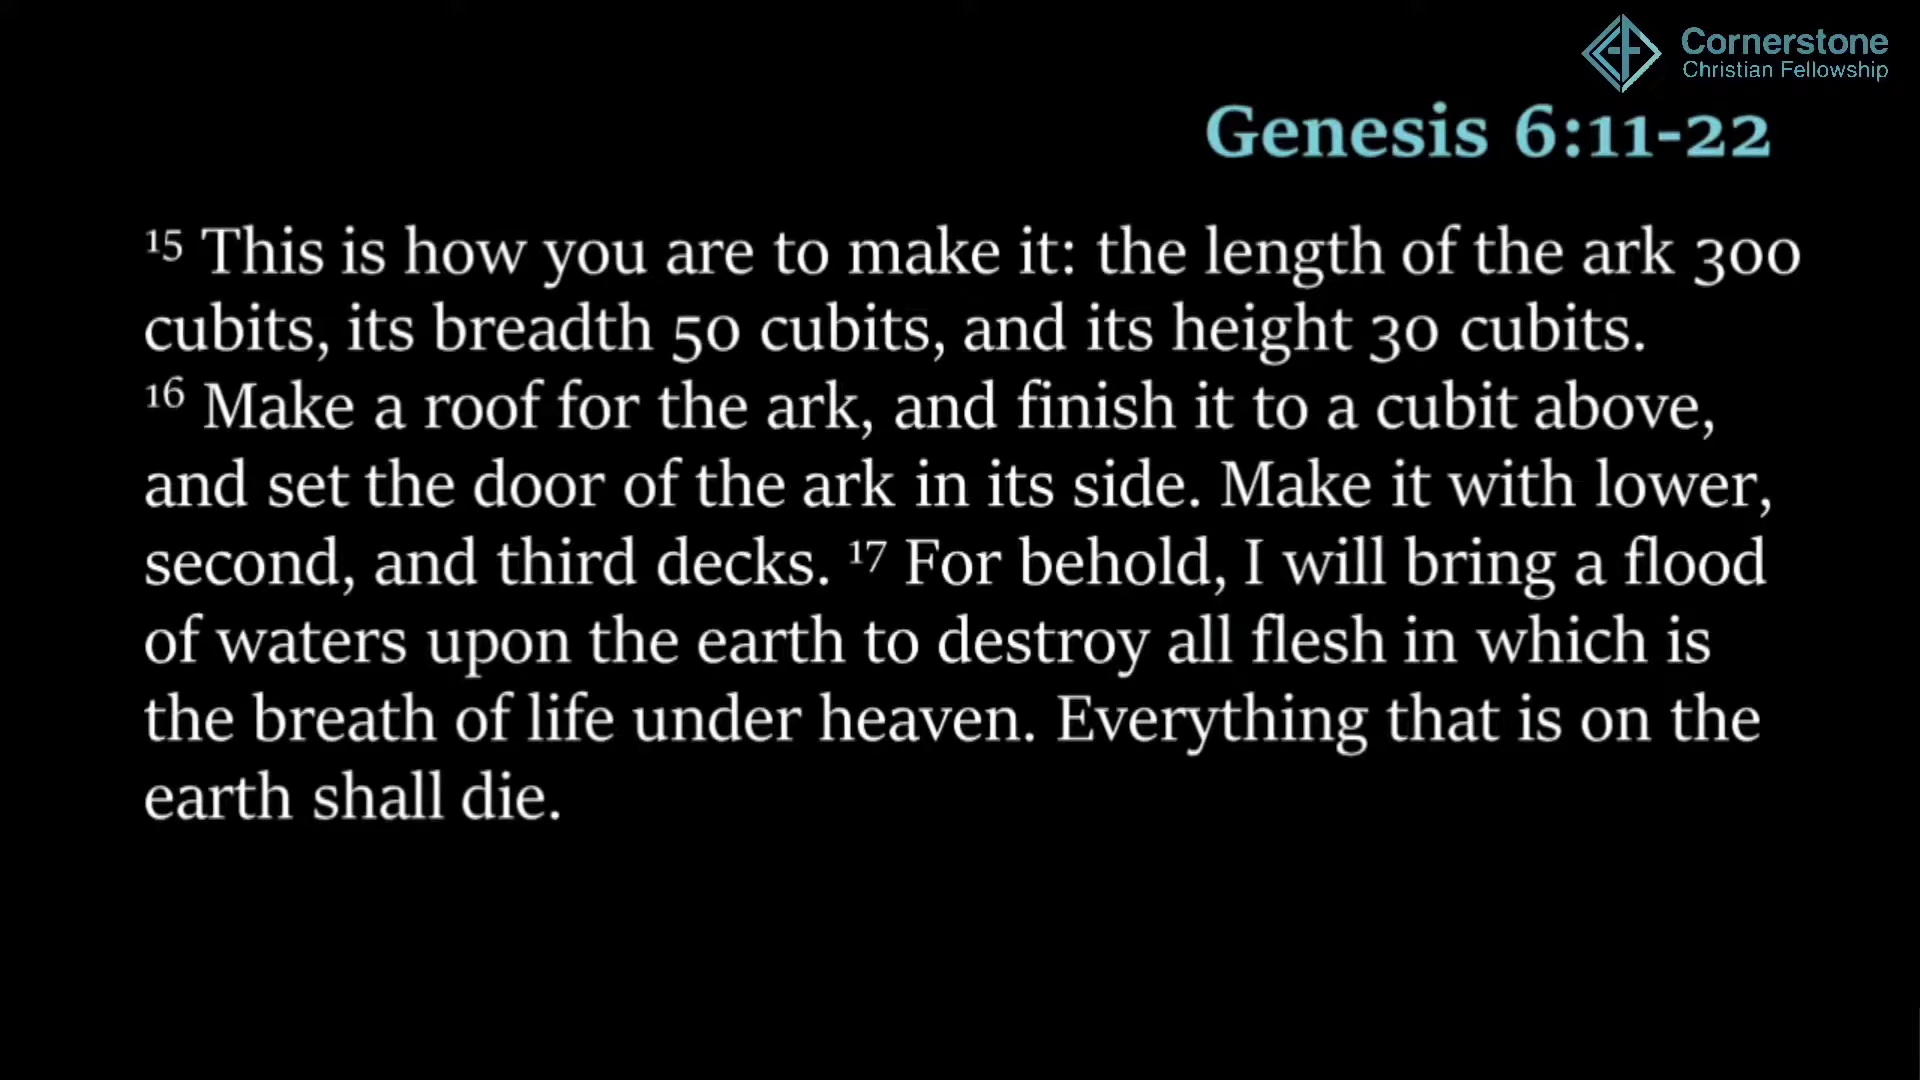 Cornerstone
Christian Fellowship
Genesis 6:11-22
15 This is how you are to make it: the length of the ark 300
cubits, its breadth 50 cubits, and its height 30 cubits.
16 Make a roof for the ark, and finish it to a cubit above,
and set the door of the ark in its side. Make it with lower,
second, and third decks. 17 For behold, I will bring a flood
of waters upon the earth to destroy all flesh in which is
the breath of life under heaven. Everything that is on the
earth shall die.